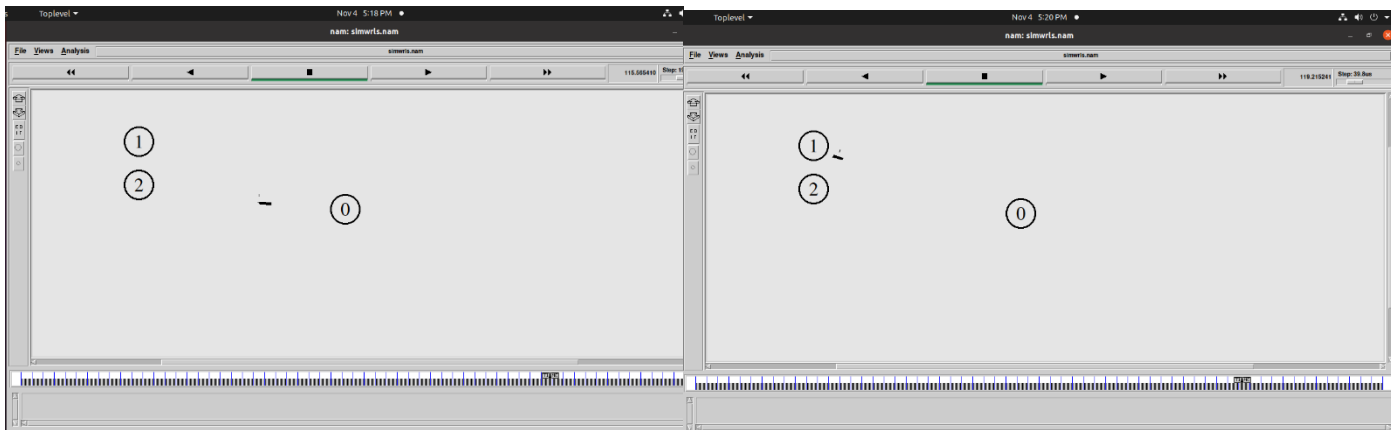 Toplevel Nov 4 5:18 PM
nam: simwrls.nam
File Views Analysis simwrls.nam
115.585410 Step:
1
2
0
Toplevel Nov 4 5:20 PM
nam: simwrls.nam
File Views Analysis simwrls.nam
119.215241 Step: 39.8us
1
2
0